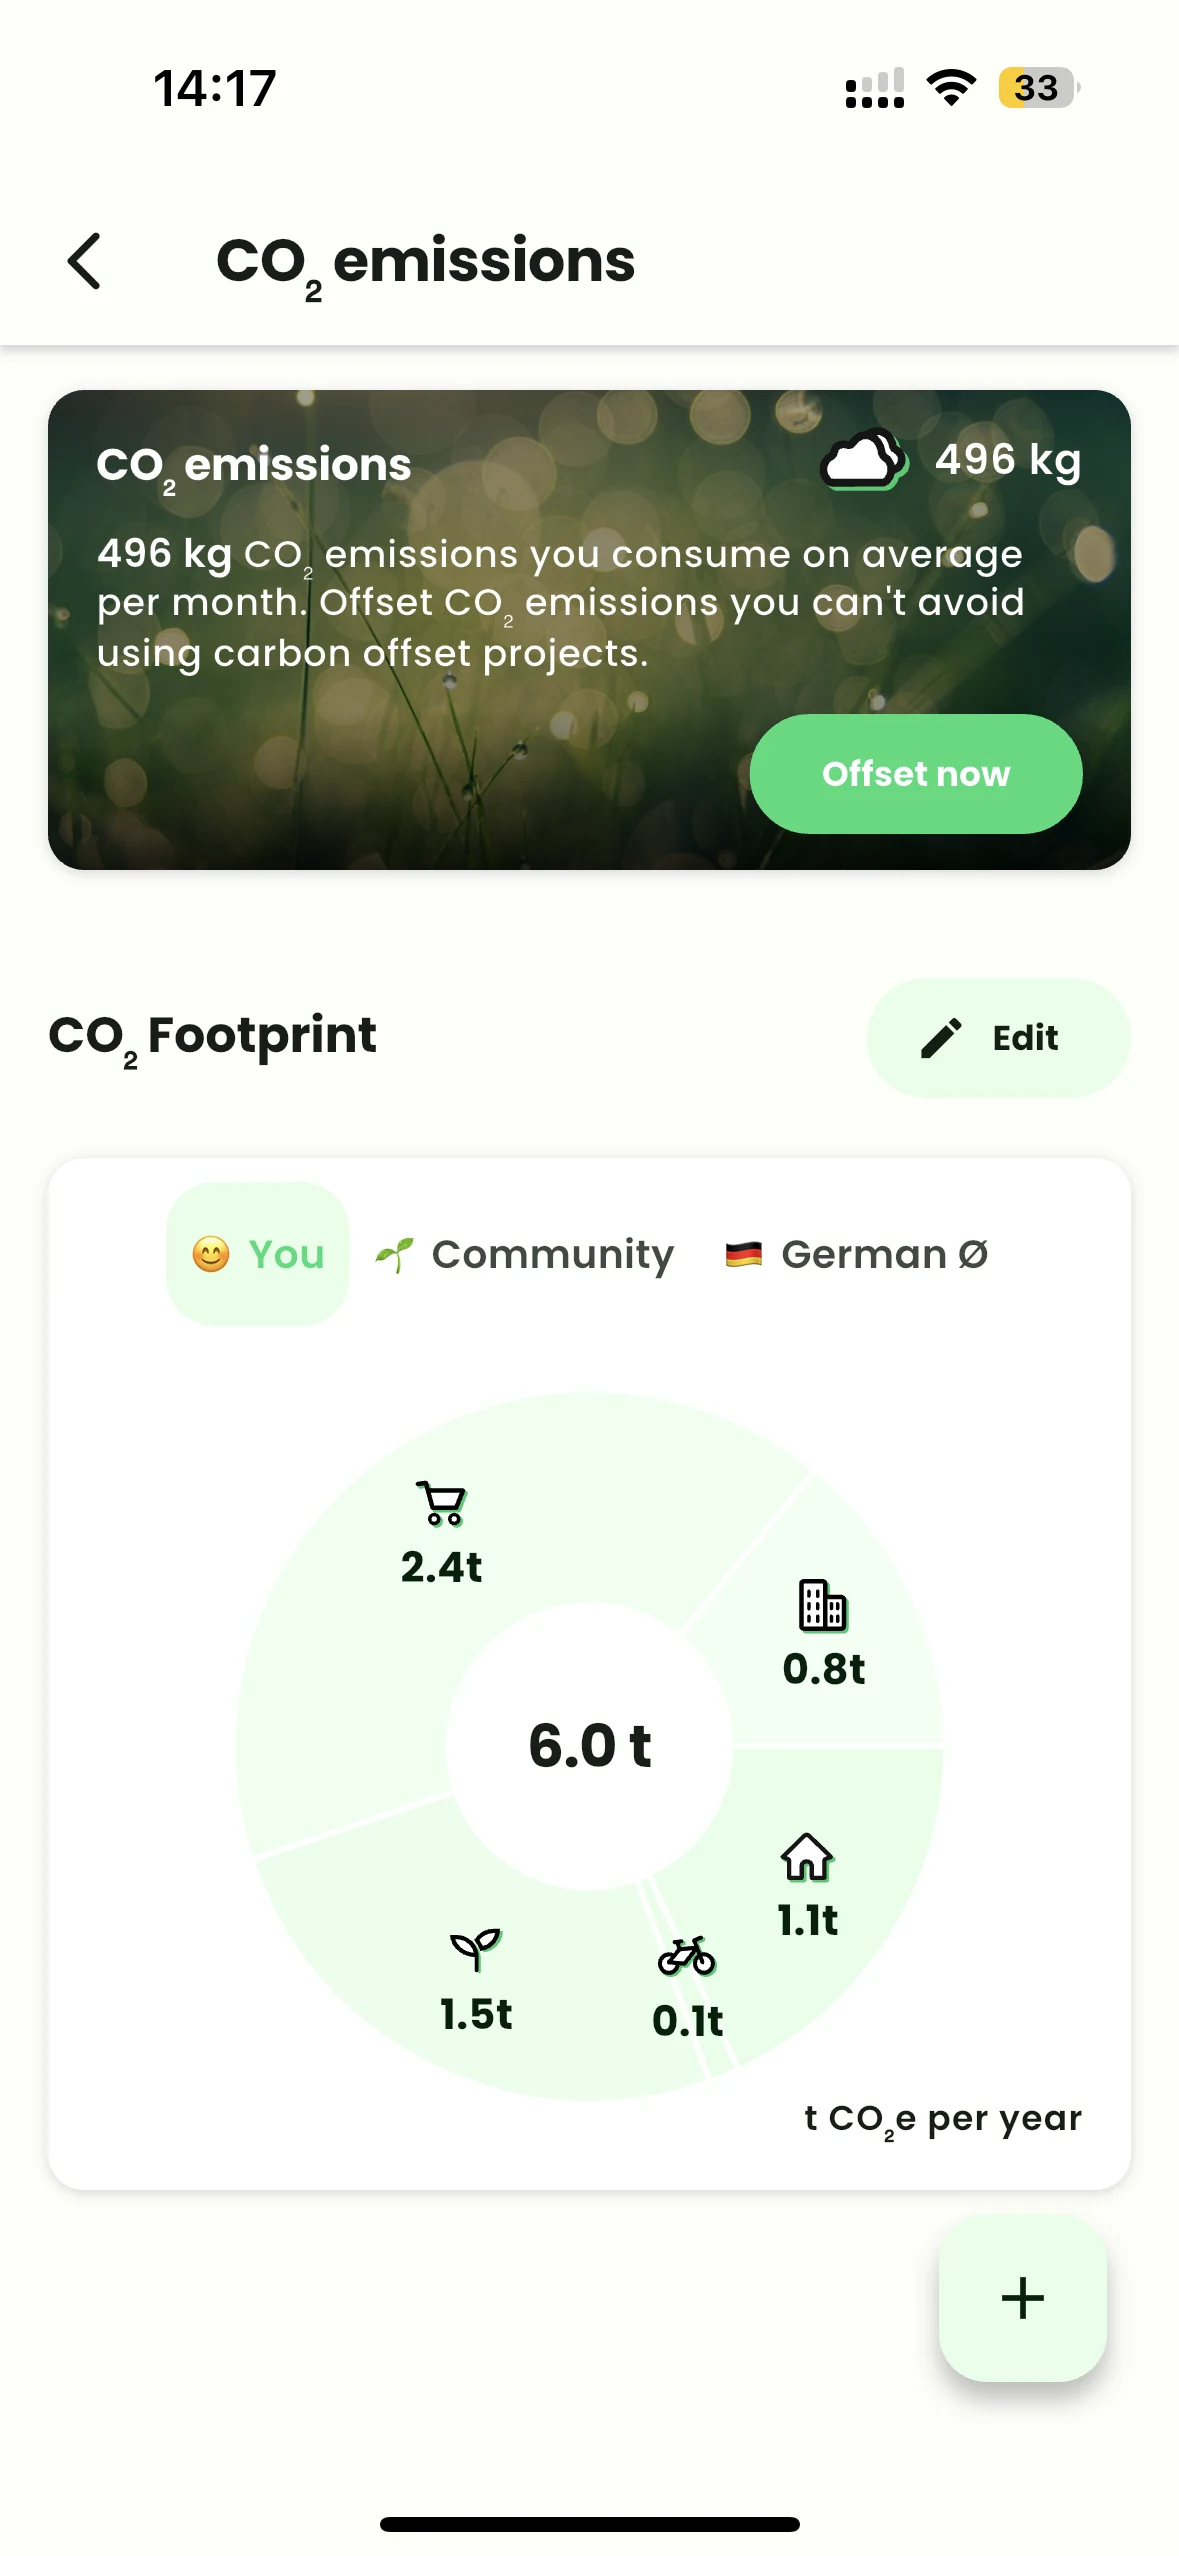 14:17
33
CO₂ emissions
CO₂ emissions
496 kg
496 kg CO₂ emissions you consume on average
per month. Offset CO₂ emissions you can't avoid
using carbon offset projects.
Offset now
CO₂ Footprint
Edit
😊 You
🌱 Community
🇩🇪 German Ø
2.4t
0.8t
6.0 t
1.1t
1.5t
0.1t
t CO₂e per year
+